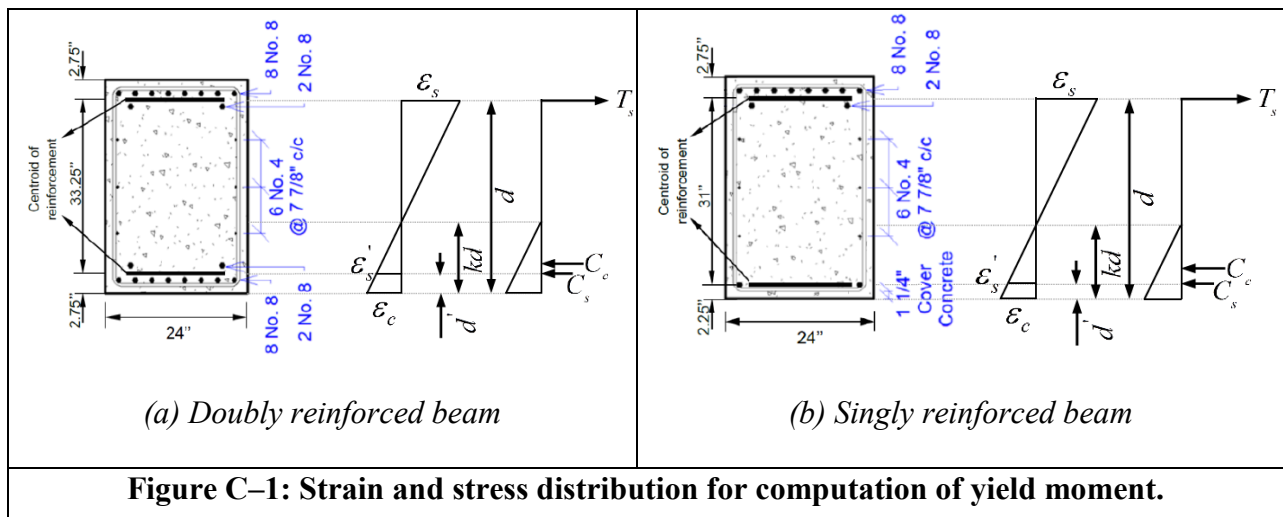 2.75"
33.25"
2.75"
Centroid of
reinforcement
24"
8 No. 8
2 No. 8
6 No. 4
@ 7 7/8" c/c
2 No. 8
8 No. 8
ε_s
ε_s'
ε_c
d
kd
d'
T_s
C_c
C_s
(a) Doubly reinforced beam
2.75"
31"
2.25"
Centroid of
reinforcement
24"
8 No. 8
2 No. 8
6 No. 4
@ 7 7/8" c/c
1 1/4"
Cover
Concrete
ε_s
ε_s'
ε_c
d
kd
d'
T_s
C_c
C_s
(b) Singly reinforced beam
Figure C–1: Strain and stress distribution for computation of yield moment.